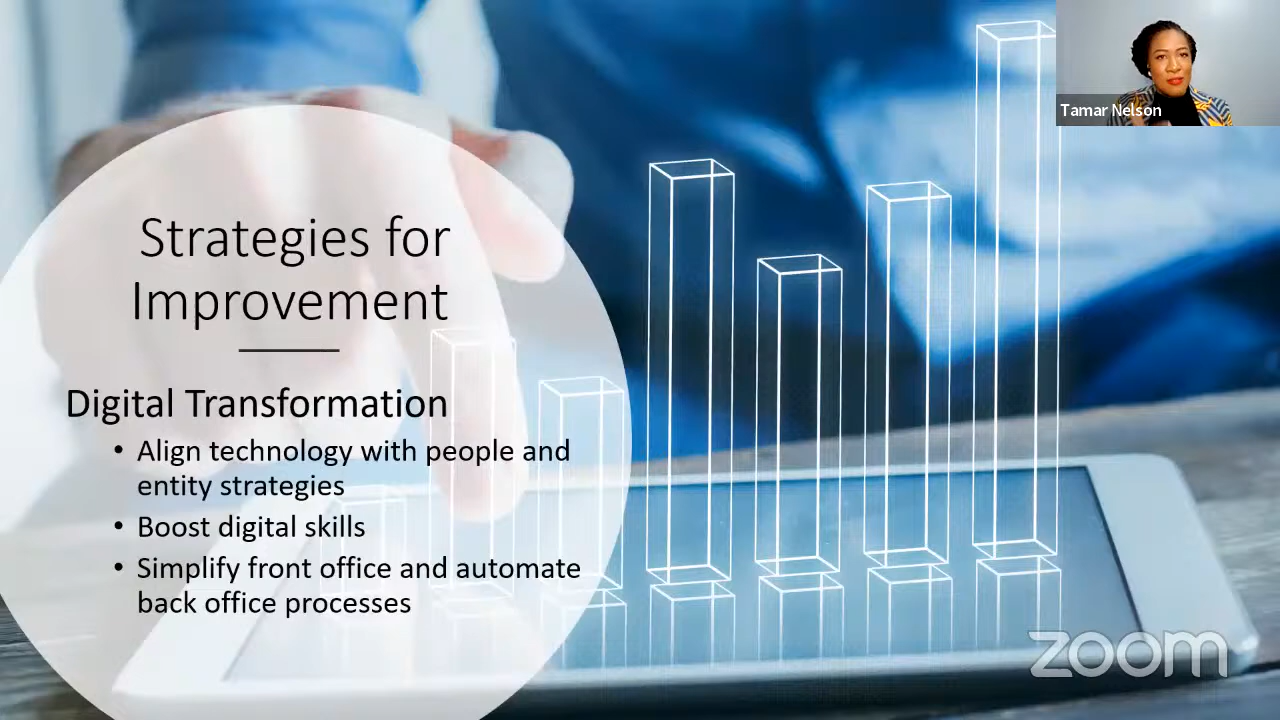 Tamar Nelson
Strategies for
Improvement
Digital Transformation
• Align technology with people and
entity strategies
• Boost digital skills
• Simplify front office and automate
back office processes
zoom